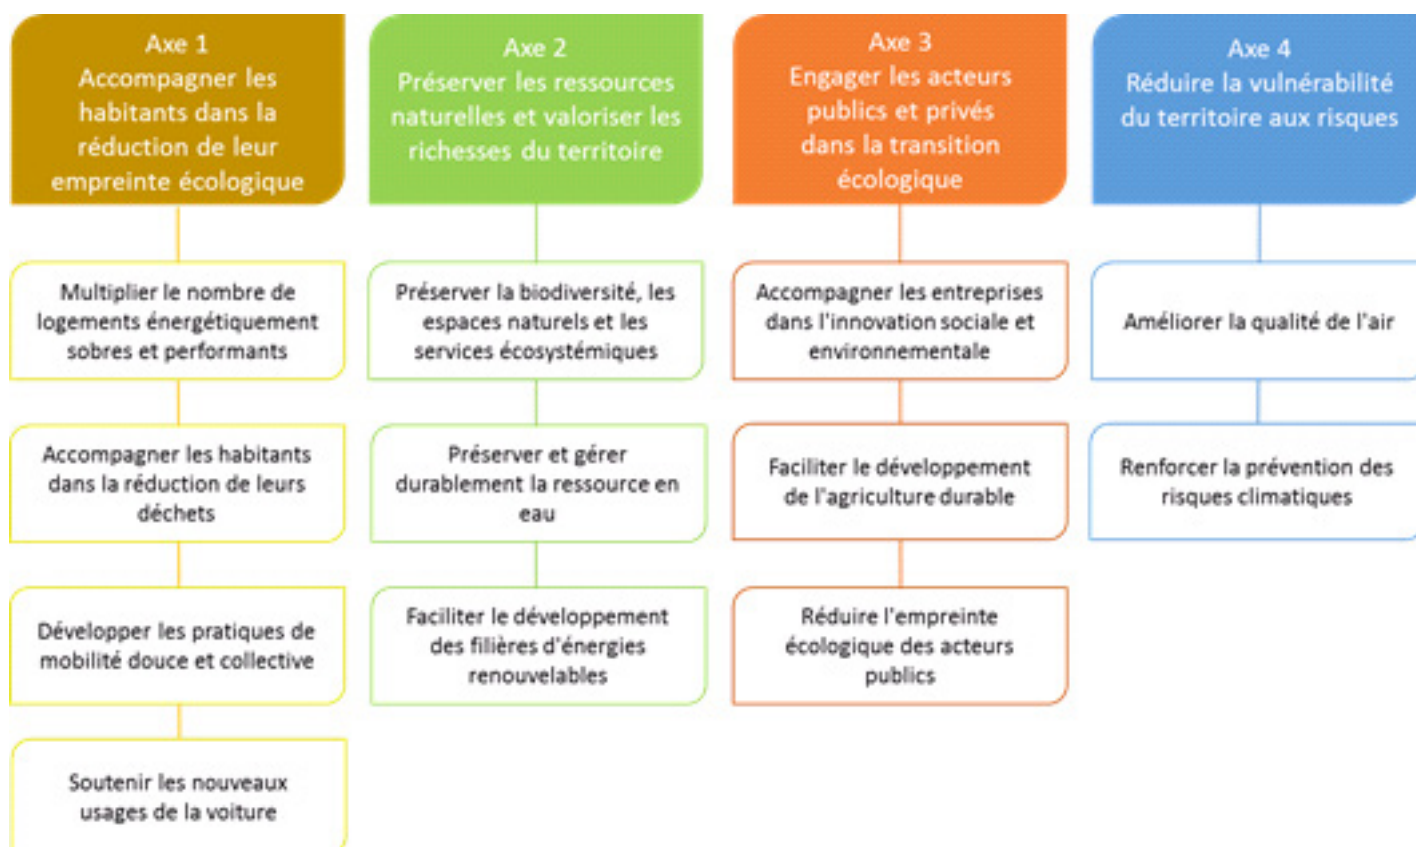 Axe 1
Accompagner les
habitants dans la
réduction de leur
empreinte écologique
Multiplier le nombre de
logements énergétiquement
sobres et performants
Accompagner les habitants
dans la réduction de leurs
déchets
Développer les pratiques de
mobilité douce et collective
Soutenir les nouveaux
usages de la voiture
Axe 2
Préserver les ressources
naturelles et valoriser les
richesses du territoire
Préserver la biodiversité, les
espaces naturels et les
services écosystémiques
Préserver et gérer
durablement la ressource en
eau
Faciliter le développement
des filières d'énergies
renouvelables
Axe 3
Engager les acteurs
publics et privés
dans la transition
écologique
Accompagner les entreprises
dans l'innovation sociale et
environnementale
Faciliter le développement
de l'agriculture durable
Réduire l'empreinte
écologique des acteurs
publics
Axe 4
Réduire la vulnérabilité
du territoire aux risques
Améliorer la qualité de l'air
Renforcer la prévention des
risques climatiques